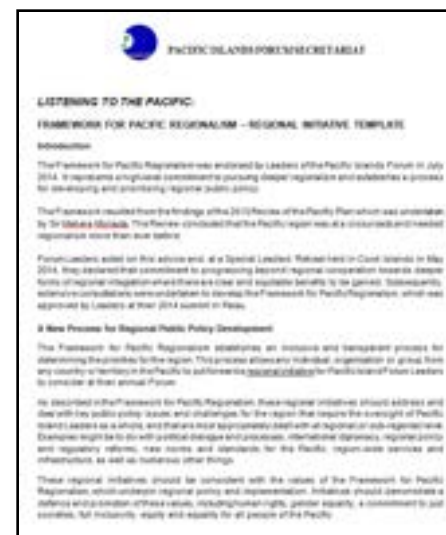 PACIFIC ISLANDS FORUM SECRETARIAT
LISTENING TO THE PACIFIC:
FRAMEWORK FOR PACIFIC REGIONALISM – REGIONAL INITIATIVE TEMPLATE
Introduction
The Framework for Pacific Regionalism was endorsed by Leaders of the Pacific Islands Forum in July
2014. It represents a high level commitment to pursuing deeper regionalism and establishes a process
for developing and prioritising regional public policy.
The Framework resulted from the findings of the 2013 Review of the Pacific Plan which was undertaken
by Sir Mekere Morauta. This Review concluded that the Pacific region was at a crossroads and needed
regionalism more than ever before.
Forum Leaders acted on this advice and, at a Special Leaders' Retreat held in Cook Islands in May
2014, they declared their commitment to progressing beyond regional cooperation towards deeper
forms of regional integration where there are clear and equitable benefits to be gained. Subsequently,
extensive consultations were undertaken to develop the Framework for Pacific Regionalism, which was
approved by Leaders at their 2014 summit in Palau.
A New Process for Regional Public Policy Development
The Framework for Pacific Regionalism establishes an inclusive and transparent process for
determining the priorities for the region. This process allows any individual, organisation or group from
any country or territory in the Pacific to put forward a regional initiative for Pacific Island Forum Leaders
to consider at their annual Forum.
As described in the Framework for Pacific Regionalism, these regional initiatives should address and
deal with key public policy issues and challenges for the region that require the oversight of Pacific
Island Leaders as a whole, and that are most appropriately dealt with at regional or sub-regional level.
Examples might be to do with political dialogue and processes, international diplomacy, regional policy
and regulatory reforms, new norms and standards for the Pacific, region-wide services and
infrastructure, as well as numerous other things.
These regional initiatives should be consistent with the values of the Framework for Pacific
Regionalism, which underpin regional policy and implementation. Initiatives should demonstrate a
defence and promotion of these values, including human rights, gender equality, a commitment to just
societies, full inclusivity, equity and equality for all people of the Pacific.